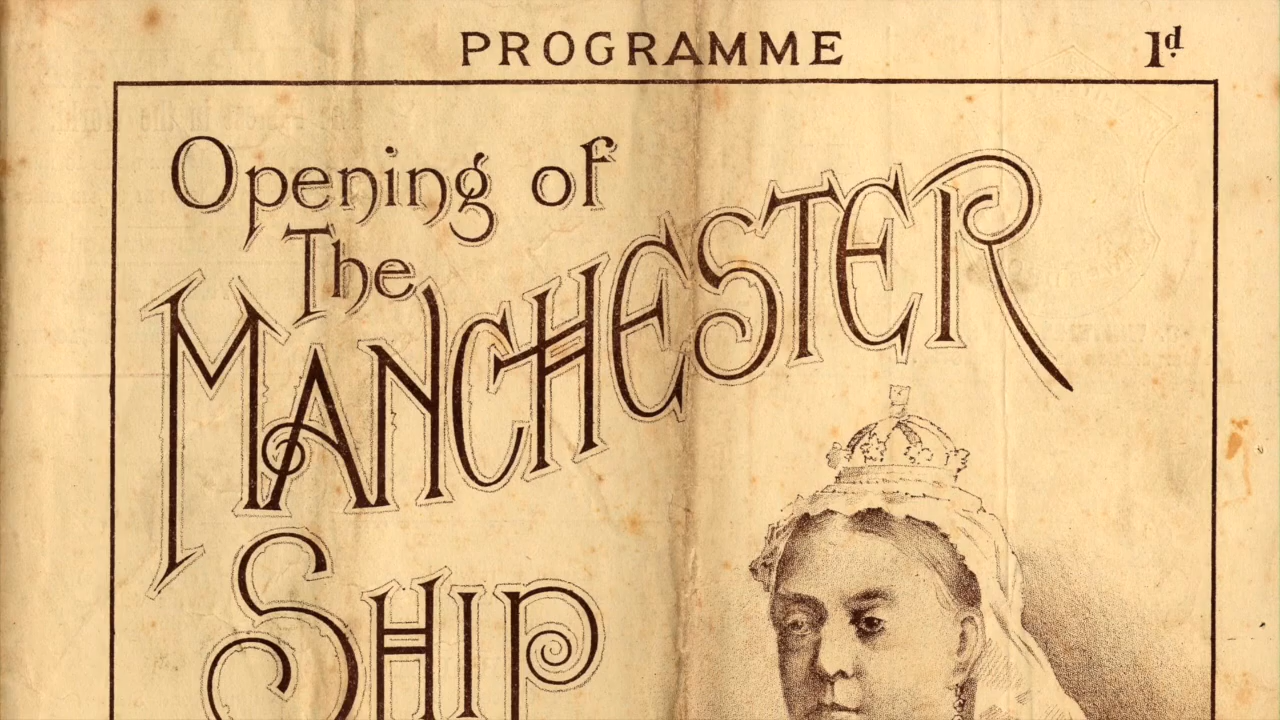 PROGRAMME 1d
Opening of
The
MANCHESTER
SHIP